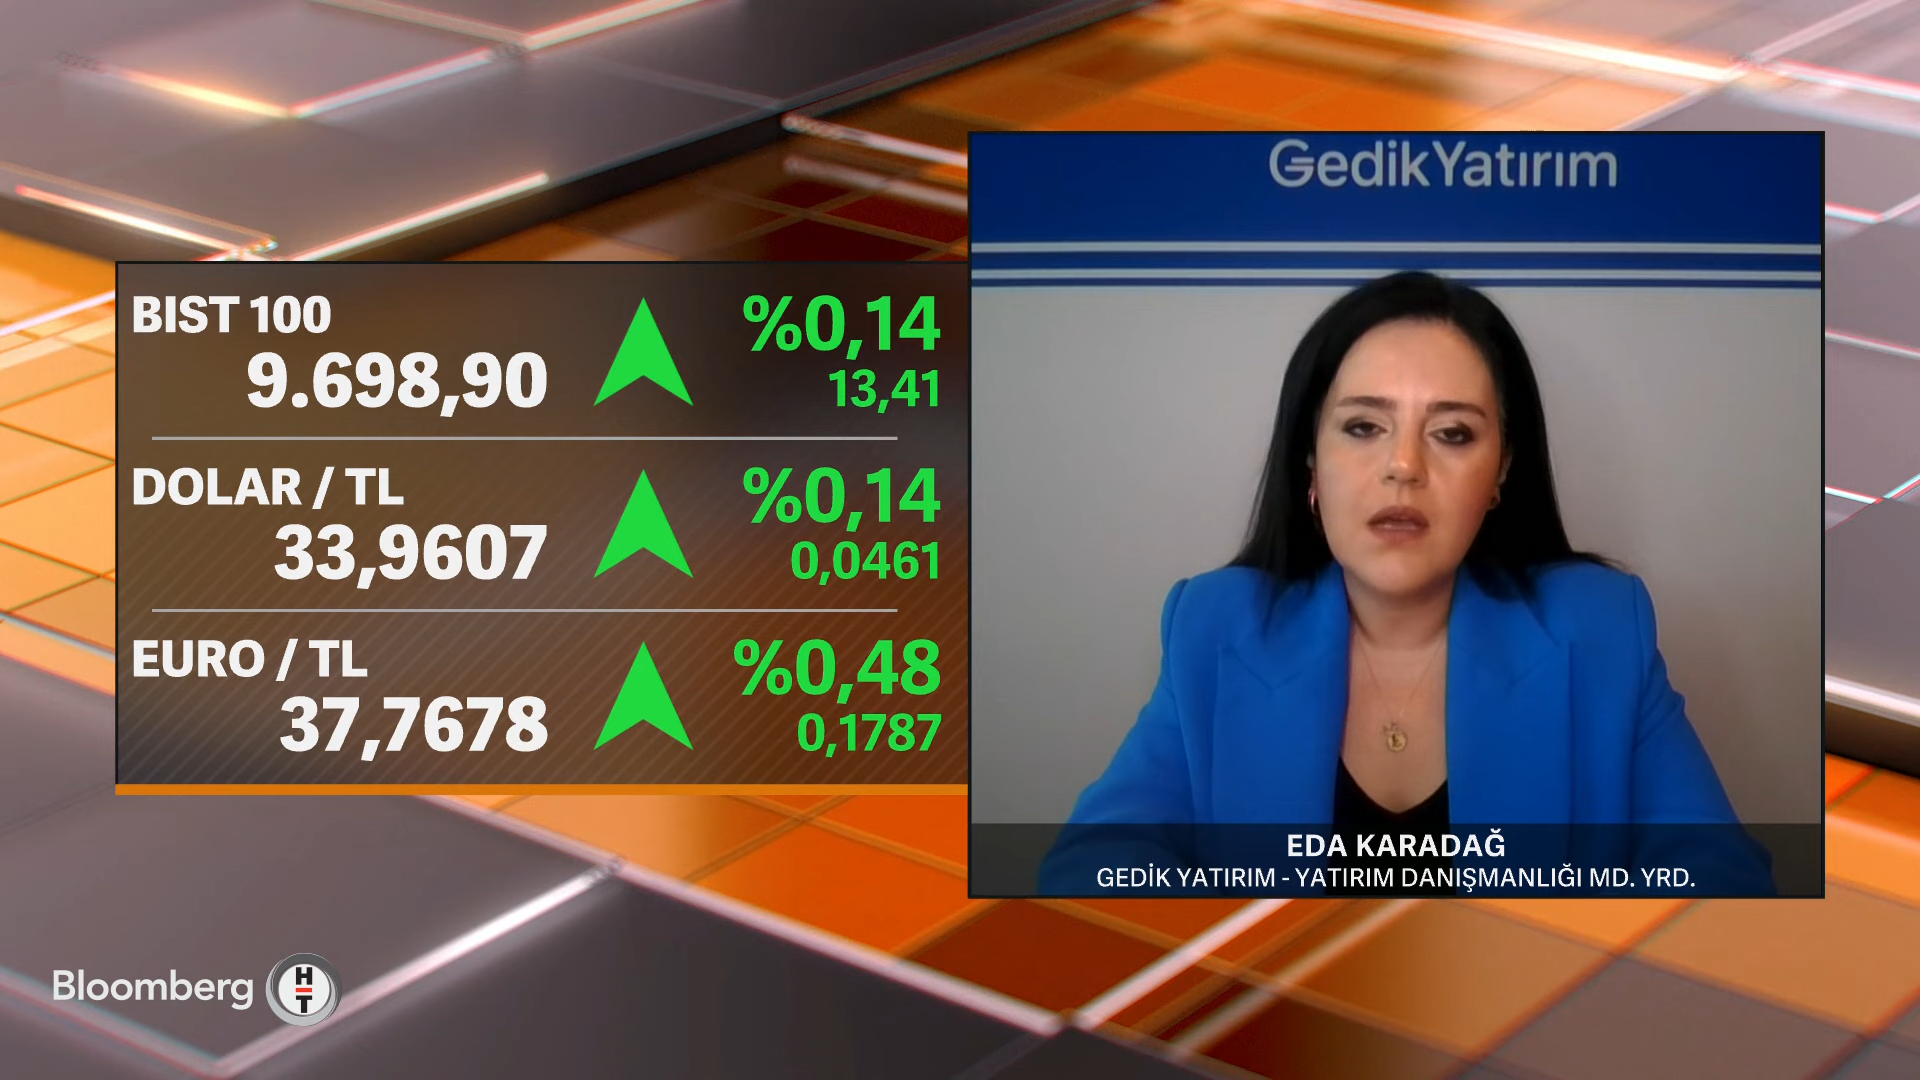 BIST 100
9.698,90
%0,14
13,41
DOLAR / TL
33,9607
%0,14
0,0461
EURO / TL
37,7678
%0,48
0,1787
GedikYatırım
EDA KARADAĞ
GEDİK YATIRIM - YATIRIM DANIŞMANLIĞI MD. YRD.
Bloomberg HT